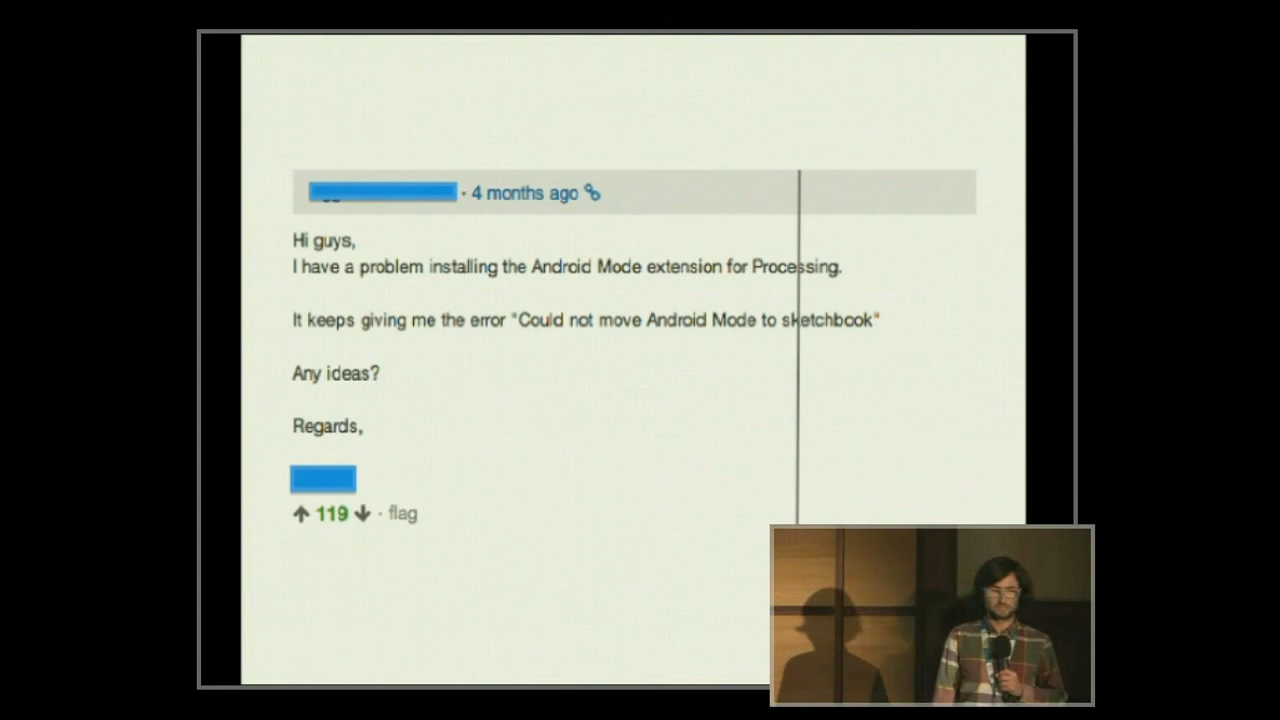 · 4 months ago
Hi guys,
I have a problem installing the Android Mode extension for Processing.
It keeps giving me the error "Could not move Android Mode to sketchbook"
Any ideas?
Regards,
119 · flag